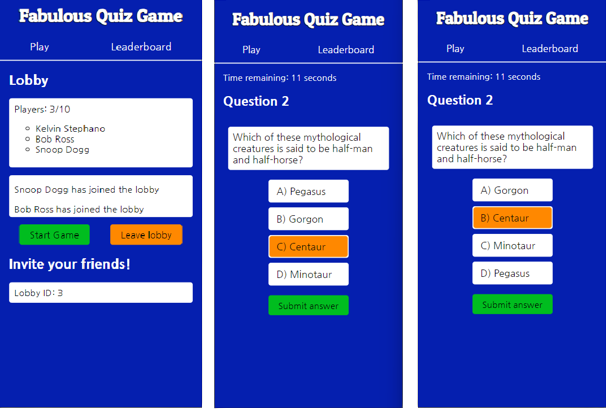 Fabulous Quiz Game
Play Leaderboard
Lobby
Players: 3/10
Kelvin Stephano
Bob Ross
Snoop Dogg
Snoop Dogg has joined the lobby
Bob Ross has joined the lobby
Start Game Leave lobby
Invite your friends!
Lobby ID: 3
Fabulous Quiz Game
Play Leaderboard
Time remaining: 11 seconds
Question 2
Which of these mythological
creatures is said to be half-man
and half-horse?
A) Pegasus
B) Gorgon
C) Centaur
D) Minotaur
Submit answer
Fabulous Quiz Game
Play Leaderboard
Time remaining: 11 seconds
Question 2
Which of these mythological
creatures is said to be half-man
and half-horse?
A) Gorgon
B) Centaur
C) Minotaur
D) Pegasus
Submit answer